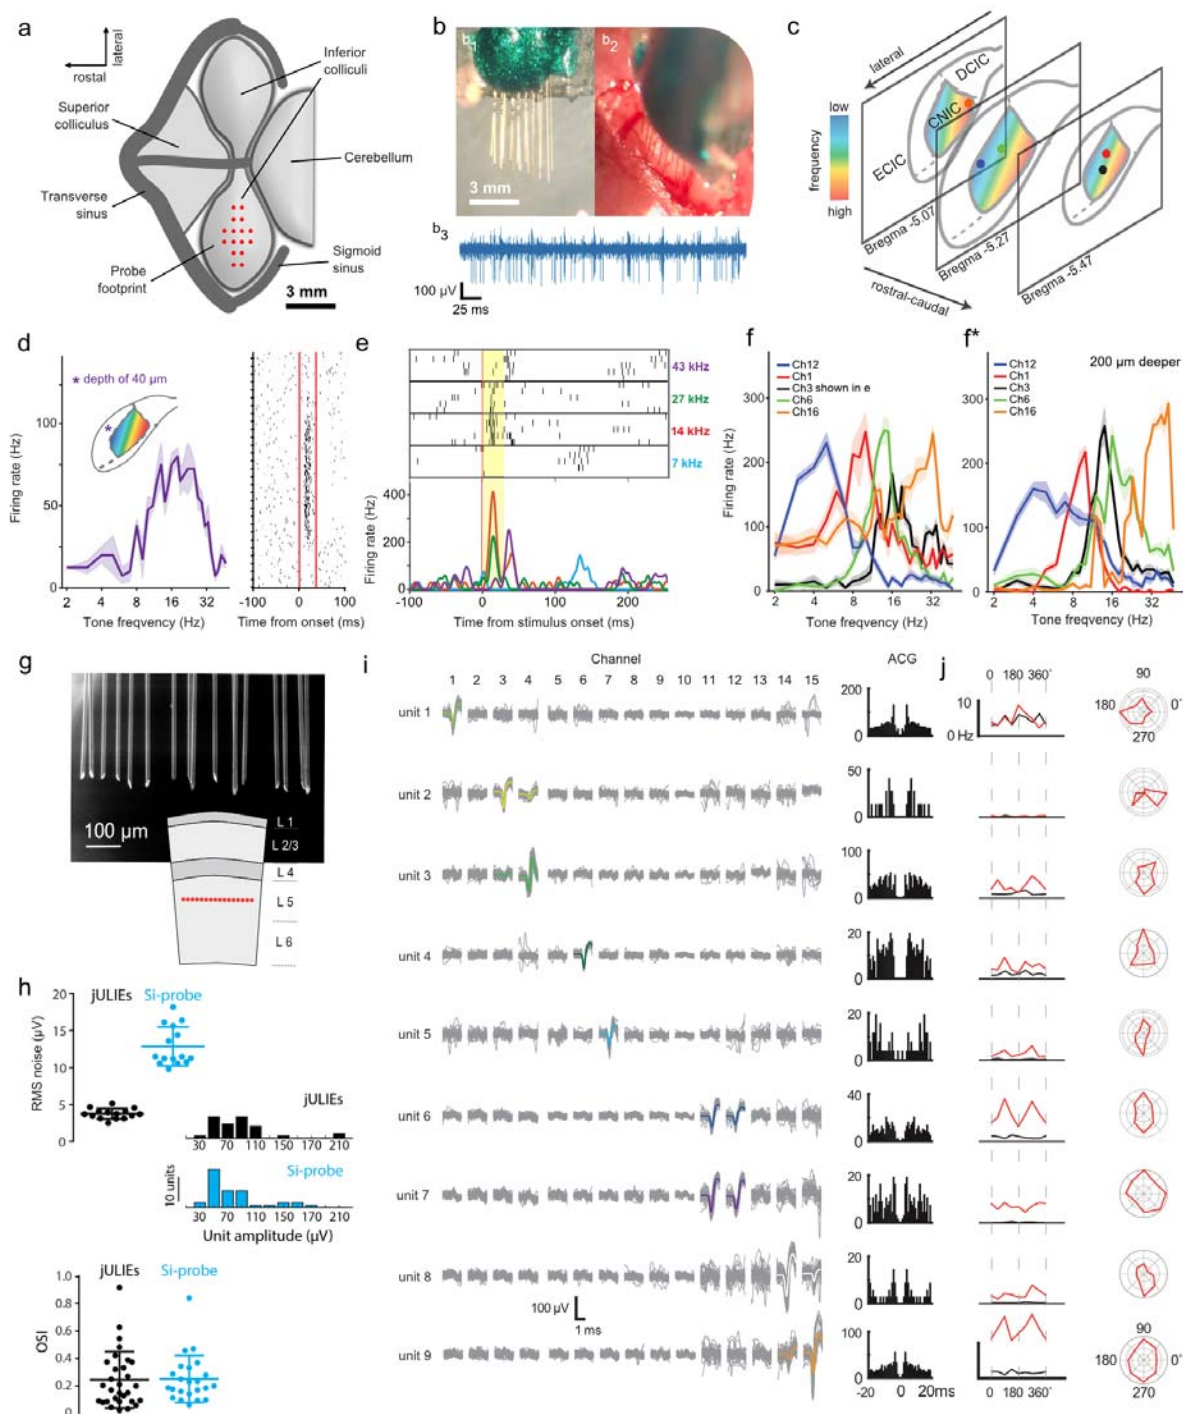 a
lateral
rostal
Inferior
colliculi
Superior
colliculus
Cerebellum
Transverse
sinus
Probe
footprint
Sigmoid
sinus
3 mm
b
b1
b2
3 mm
b3
100 µV
25 ms
c
lateral
low
frequency
high
DCIC
CNIC
ECIC
Bregma -5.07
Bregma -5.27
Bregma -5.47
rostral-caudal
d
* depth of 40 µm
Firing rate (Hz)
100
50
0
2 4 8 16 32
Tone freqvency (Hz)
-100 0 100
Time from onset (ms)
e
43 kHz
27 kHz
14 kHz
7 kHz
Firing rate (Hz)
400
200
0
-100 0 100 200
Time from stimulus onset (ms)
f
Ch12
Ch1
Ch3 shown in e
Ch6
Ch16
Firing rate (Hz)
300
200
100
0
2 4 8 16 32
Tone freqvency (Hz)
f*
200 µm deeper
Ch12
Ch1
Ch3
Ch6
Ch16
300
200
100
0
2 4 8 16 32
Tone freqvency (Hz)
g
100 µm
L 1
L 2/3
L 4
L 5
L 6
h
jULIEs Si-probe
RMS noise (µV)
20
15
10
5
0
jULIEs
30 70 110 150 170 210
Si-probe
10 units
30 70 110 150 170 210
Unit amplitude (µV)
jULIEs Si-probe
OSI
1.0
0.8
0.6
0.4
0.2
0
i
Channel
1 2 3 4 5 6 7 8 9 10 11 12 13 14 15
ACG
unit 1
200
100
0
unit 2
50
0
unit 3
100
0
unit 4
20
0
unit 5
20
0
unit 6
40
20
0
unit 7
20
0
unit 8
20
0
unit 9
100
0
100 µV
1 ms
-20 0 20ms
j
0 180 360°
10
0 Hz
90
180 0°
270
0 180 360°
90
180 0°
270